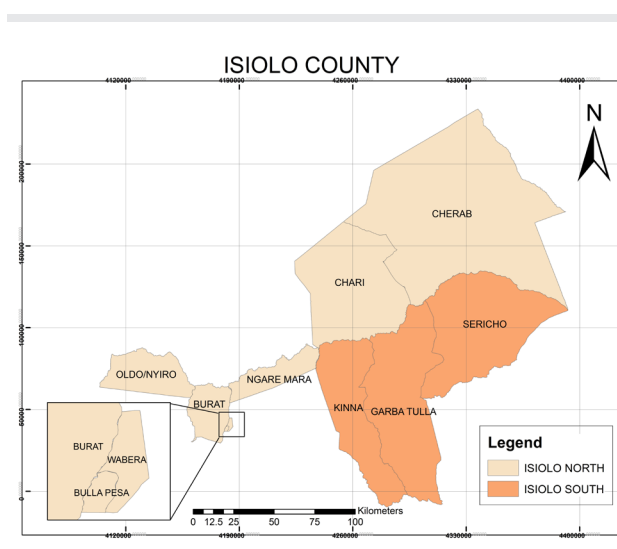 ISIOLO COUNTY
4120000 4190000 4260000 4330000 4400000
N
200000
150000
100000
50000
0
CHERAB
CHARI
SERICHO
OLDO/NYIRO
NGARE MARA
BURAT
KINNA
GARBA TULLA
BURAT
WABERA
BULLA PESA
Legend
ISIOLO NORTH
ISIOLO SOUTH
Kilometers
0 12.5 25 50 75 100
4120000 4190000 4260000 4330000 4400000